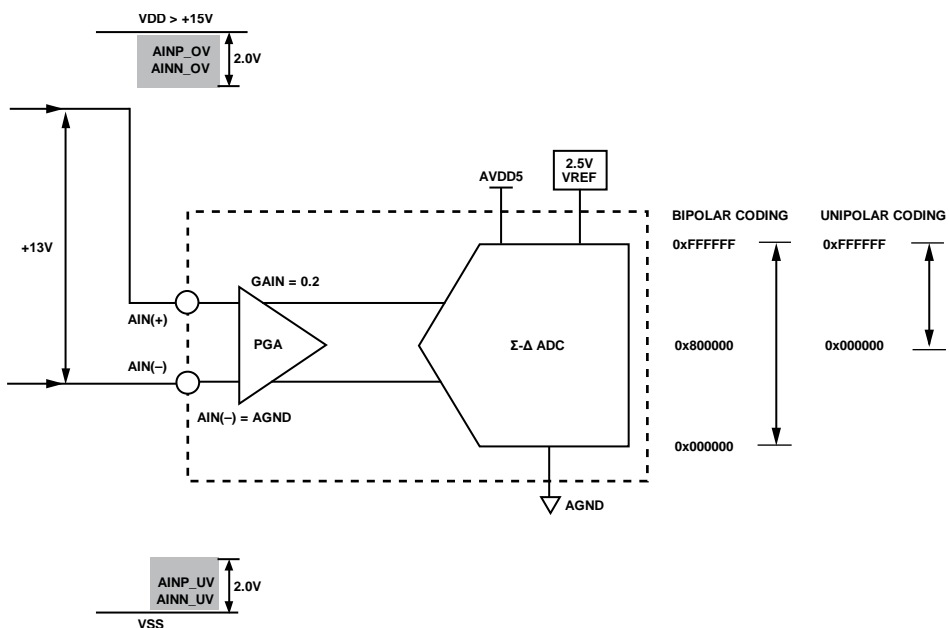 VDD > +15V
AINP_OV
AINN_OV
2.0V
2.5V
VREF
AVDD5
BIPOLAR CODING
UNIPOLAR CODING
0xFFFFFF
0xFFFFFF
+13V
GAIN = 0.2
AIN(+)
PGA
Σ-Δ ADC
0x800000
0x000000
AIN(–)
AIN(–) = AGND
0x000000
AGND
AINP_UV
AINN_UV
2.0V
VSS